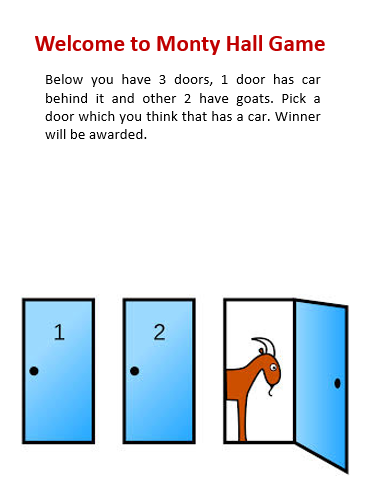 Welcome to Monty Hall Game
Below you have 3 doors, 1 door has car
behind it and other 2 have goats. Pick a
door which you think that has a car. Winner
will be awarded.
1 2